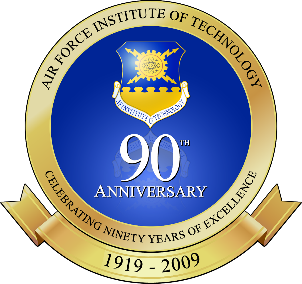 AIR FORCE INSTITUTE OF TECHNOLOGY
90TH
ANNIVERSARY
CELEBRATING NINETY YEARS OF EXCELLENCE
1919 - 2009